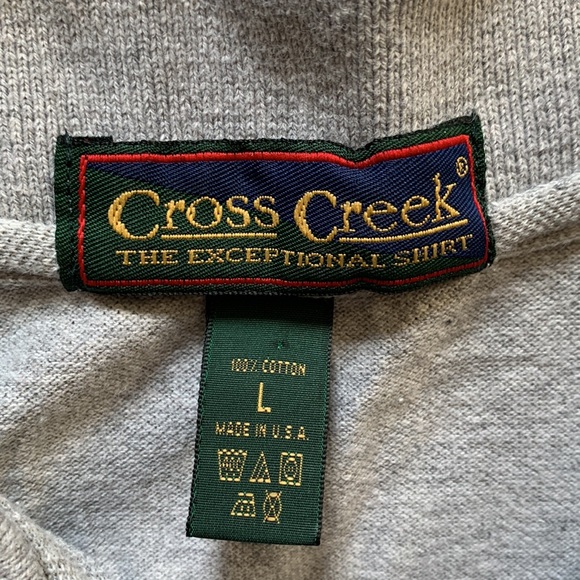 Cross Creek®
THE EXCEPTIONAL SHIRT
100% COTTON
L
MADE IN U.S.A.